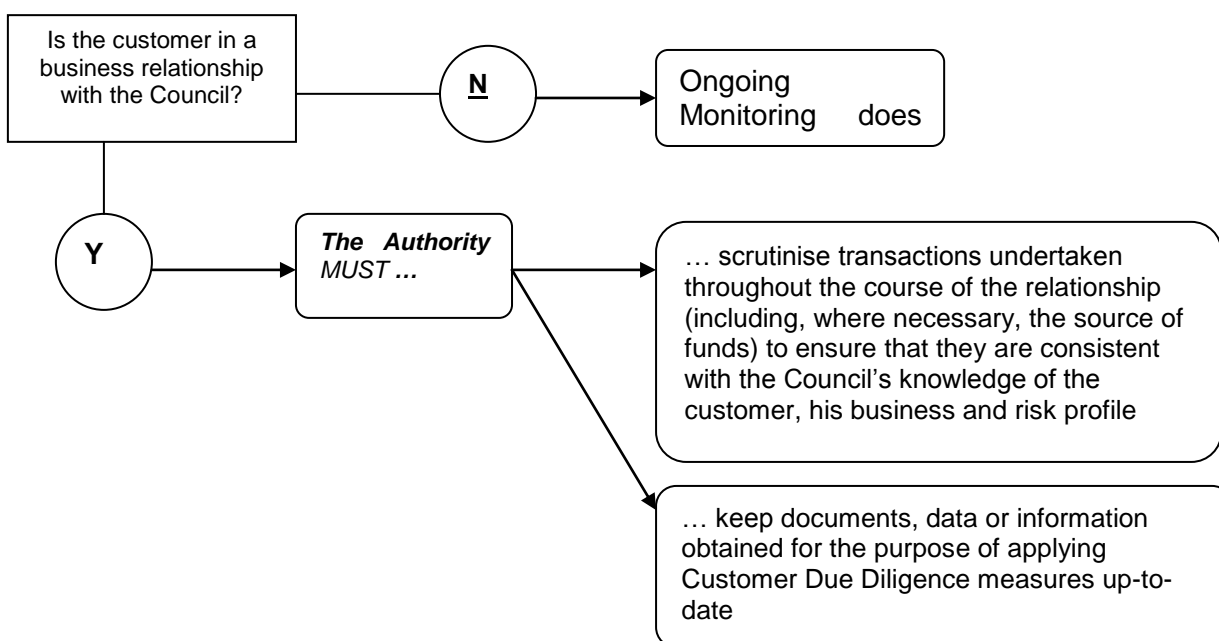 Is the customer in a
business relationship
with the Council?
N
Ongoing
Monitoring does
Y
The Authority
MUST …
… scrutinise transactions undertaken
throughout the course of the relationship
(including, where necessary, the source of
funds) to ensure that they are consistent
with the Council’s knowledge of the
customer, his business and risk profile
… keep documents, data or information
obtained for the purpose of applying
Customer Due Diligence measures up-to-
date